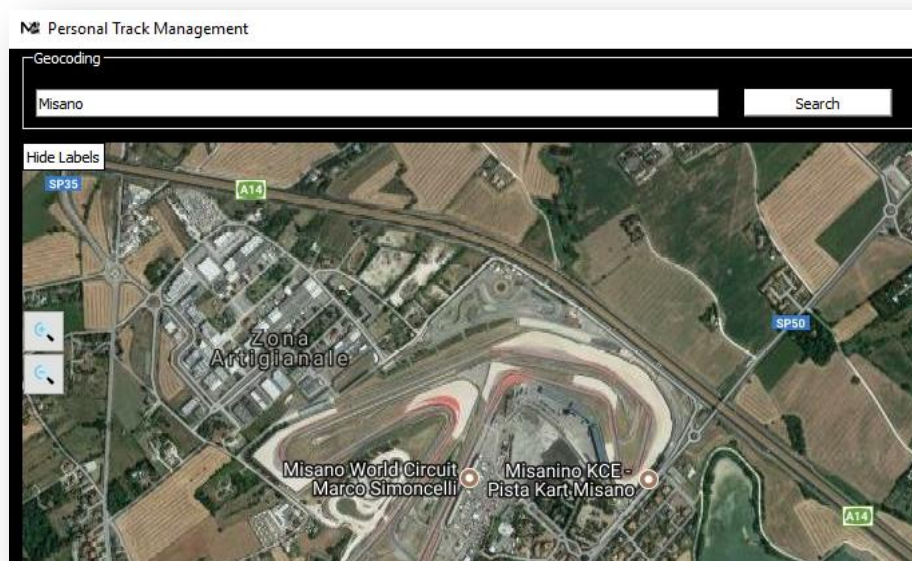 Personal Track Management
Geocoding
Misano
Search
Hide Labels
SP35
A14
Zona
Artigianale
SP50
Misano World Circuit
Marco Simoncelli
Misanino KCE -
Pista Kart Misano
A14